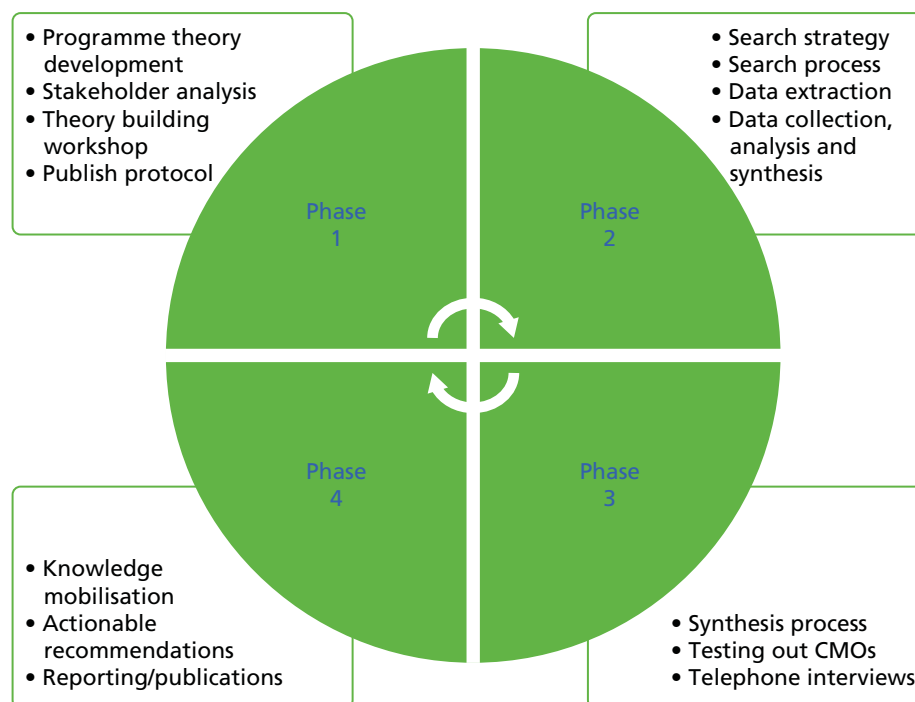 • Programme theory
development
• Stakeholder analysis
• Theory building
workshop
• Publish protocol
Phase
1
• Search strategy
• Search process
• Data extraction
• Data collection,
analysis and
synthesis
Phase
2
Phase
4
• Knowledge
mobilisation
• Actionable
recommendations
• Reporting/publications
Phase
3
• Synthesis process
• Testing out CMOs
• Telephone interviews